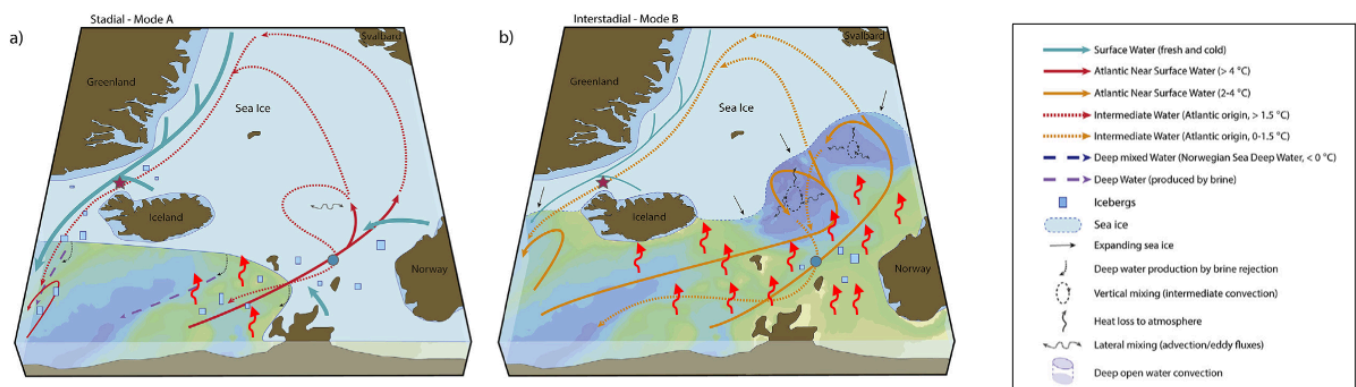 Stadial - Mode A
a)
Svalbard
Greenland
Sea Ice
Iceland
Norway
Interstadial - Mode B
b)
Svalbard
Greenland
Sea Ice
Iceland
Norway
Surface Water (fresh and cold)
Atlantic Near Surface Water (> 4 °C)
Atlantic Near Surface Water (2-4 °C)
Intermediate Water (Atlantic origin, > 1.5 °C)
Intermediate Water (Atlantic origin, 0-1.5 °C)
Deep mixed Water (Norwegian Sea Deep Water, < 0 °C)
Deep Water (produced by brine)
Icebergs
Sea ice
Expanding sea ice
Deep water production by brine rejection
Vertical mixing (intermediate convection)
Heat loss to atmosphere
Lateral mixing (advection/eddy fluxes)
Deep open water convection